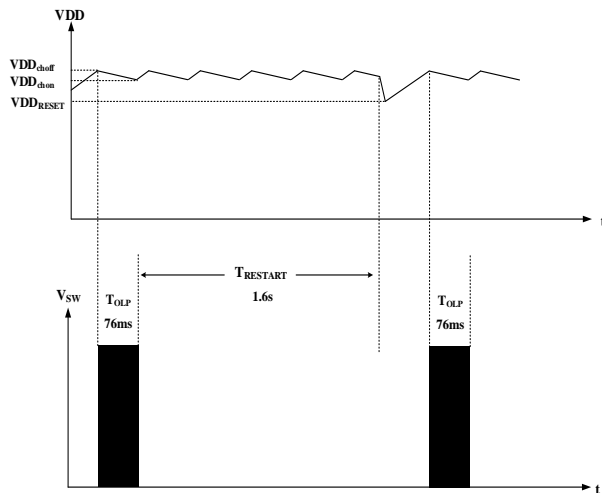 VDD
VDDchoff
VDDchon
VDDRESET
t
TRESTART
1.6s
VSW
TOLP
76ms
TOLP
76ms
t